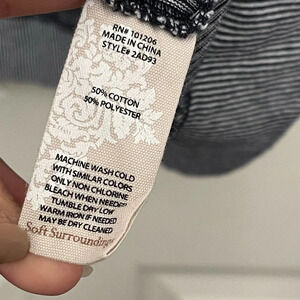 RN# 101206
MADE IN CHINA
STYLE# 2AD93
50% COTTON
50% POLYESTER
MACHINE WASH COLD
WITH SIMILAR COLORS
ONLY NON CHLORINE
BLEACH WHEN NEEDED
TUMBLE DRY LOW
WARM IRON IF NEEDED
MAY BE DRY CLEANED
Soft Surroundings